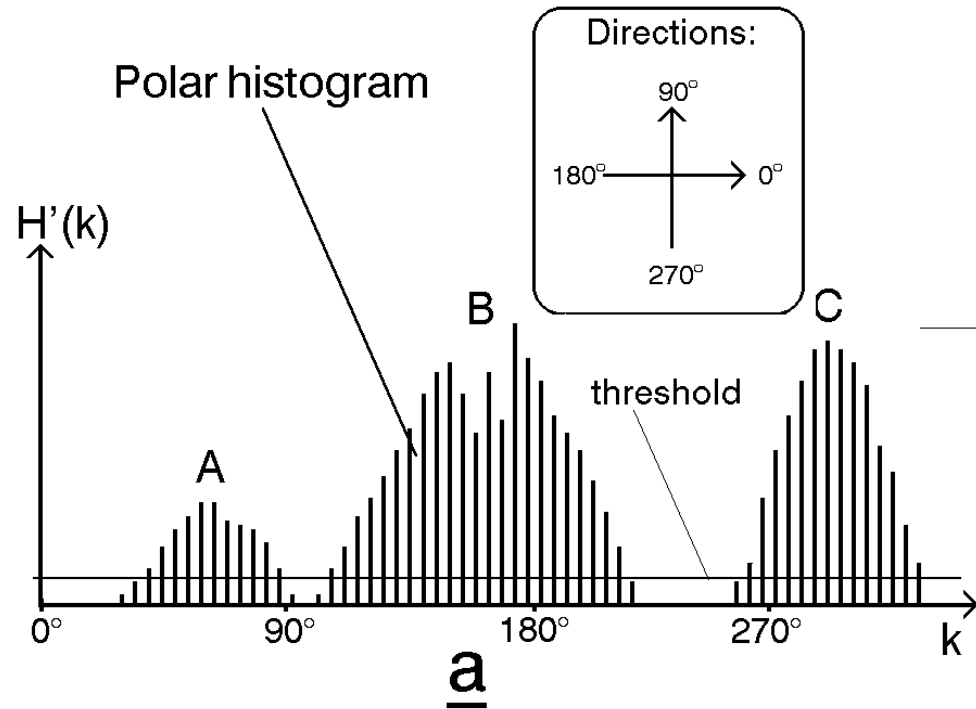 Directions:
Polar histogram
90°
180°
0°
H'(k)
270°
B
C
threshold
A
0°
90°
180°
270°
k
a